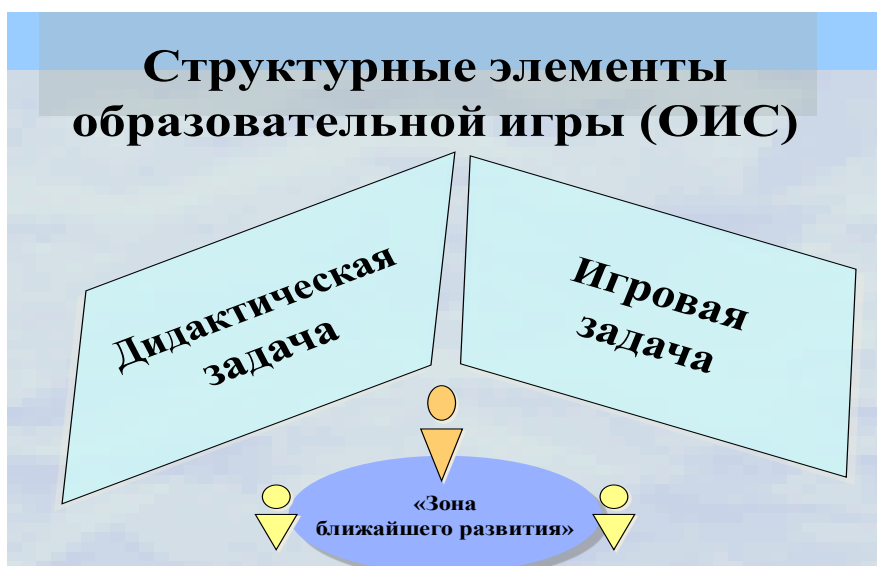 Структурные элементы
образовательной игры (ОИС)
Дидактическая
задача
Игровая
задача
«Зона
ближайшего развития»